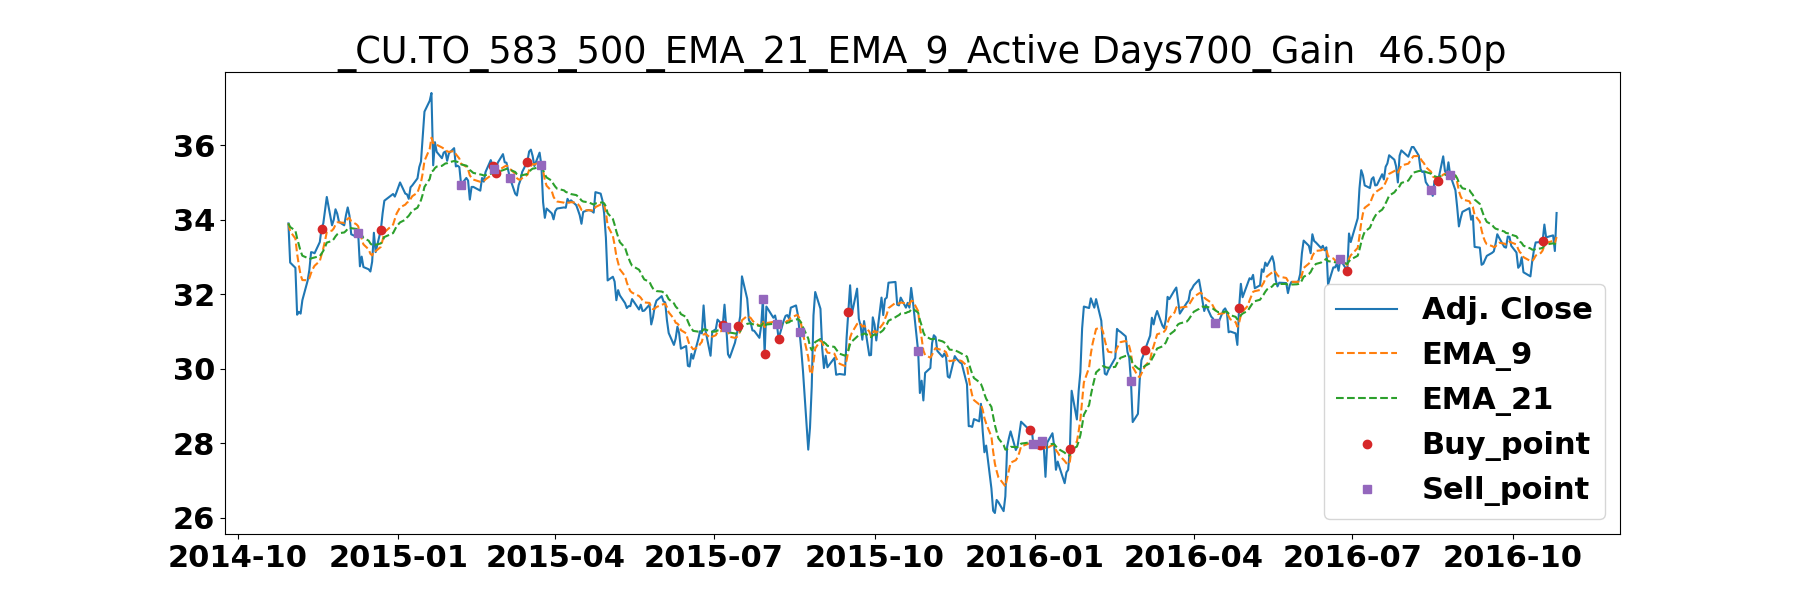 _CU.TO_583_500_EMA_21_EMA_9_Active Days700_Gain  46.50p
36
34
32
30
28
26
2014-10 2015-01 2015-04 2015-07 2015-10 2016-01 2016-04 2016-07 2016-10
Adj. Close
EMA_9
EMA_21
Buy_point
Sell_point